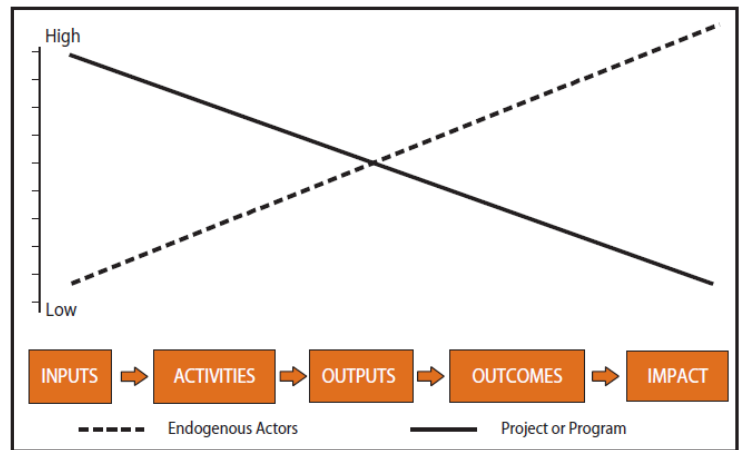 High
Low
INPUTS
ACTIVITIES
OUTPUTS
OUTCOMES
IMPACT
Endogenous Actors
Project or Program